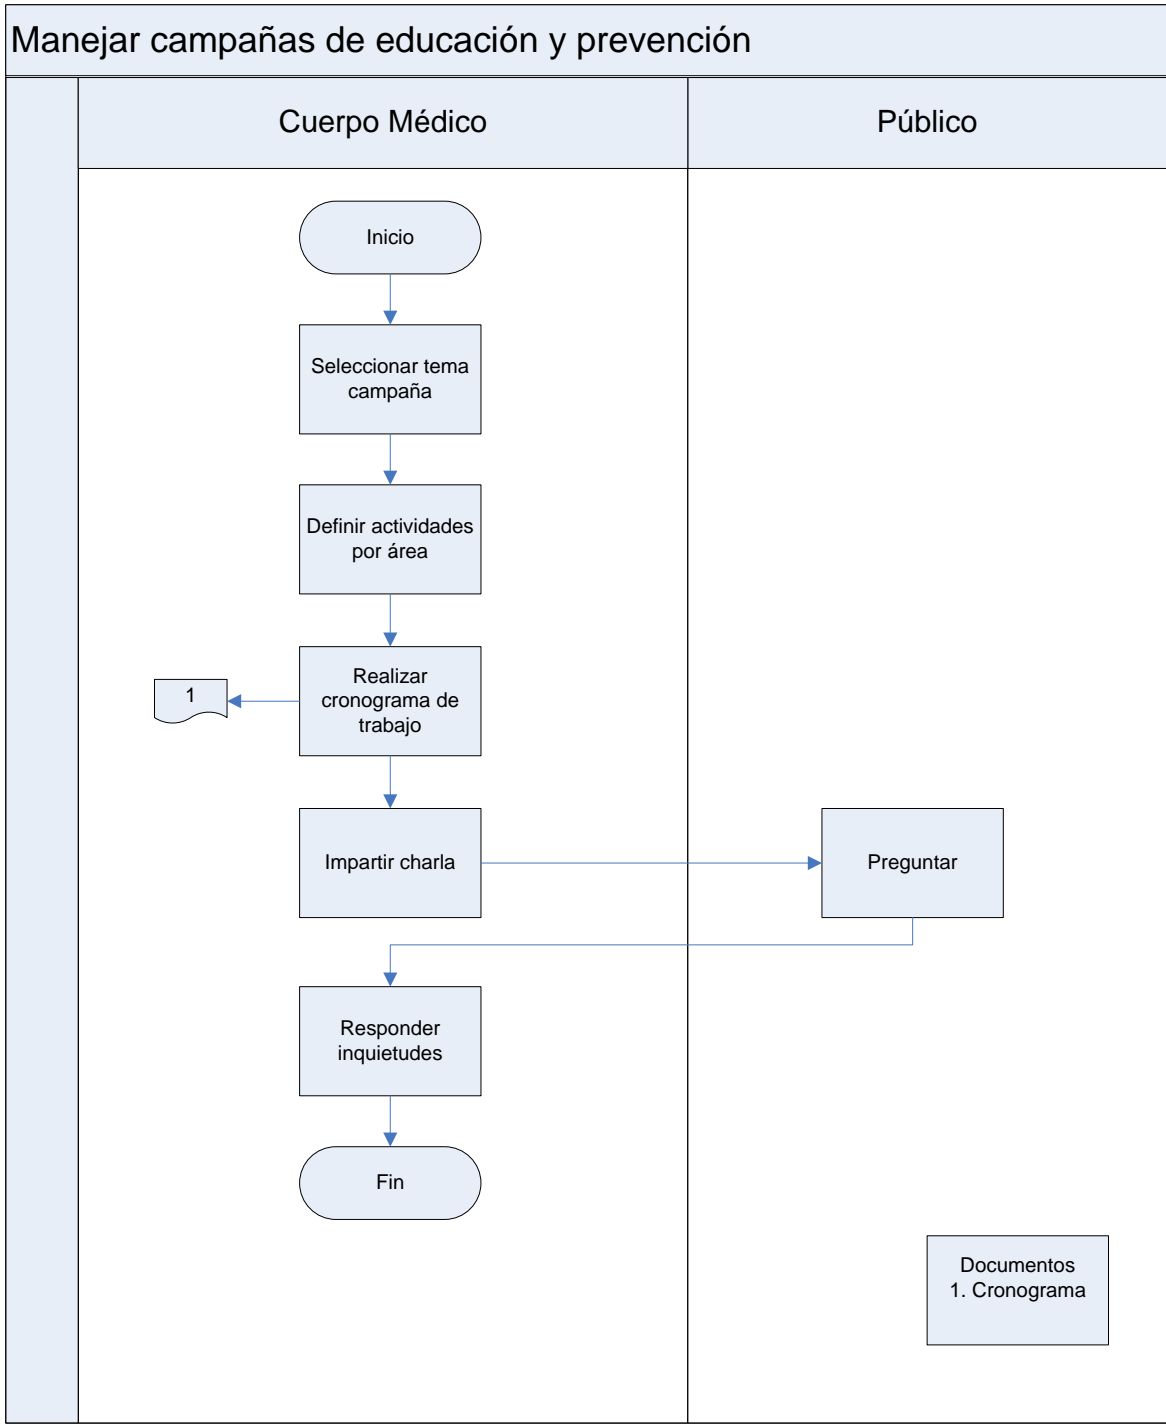 Manejar campañas de educación y prevención
Cuerpo Médico
Público
Inicio
Seleccionar tema
campaña
Definir actividades
por área
Realizar
cronograma de
trabajo
1
Impartir charla
Preguntar
Responder
inquietudes
Fin
Documentos
1. Cronograma